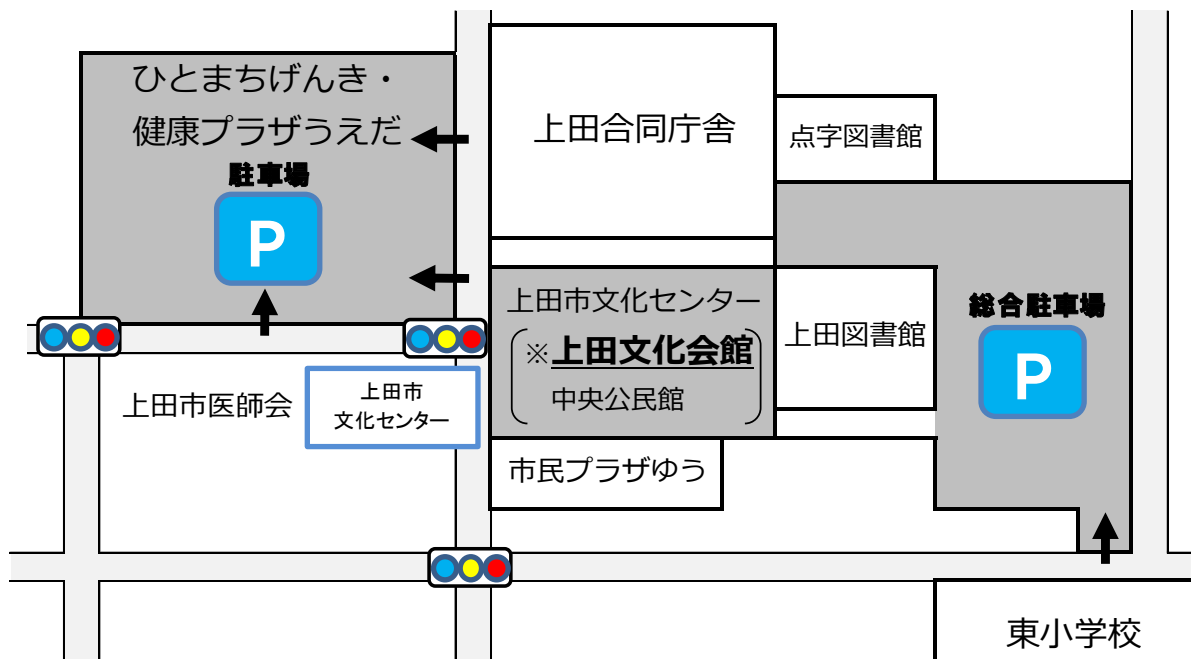 ひとまちげんき・
健康プラザうえだ
駐車場
P
上田合同庁舎
点字図書館
上田市文化センター
※上田文化会館
中央公民館
上田図書館
総合駐車場
P
上田市医師会
上田市
文化センター
市民プラザゆう
東小学校